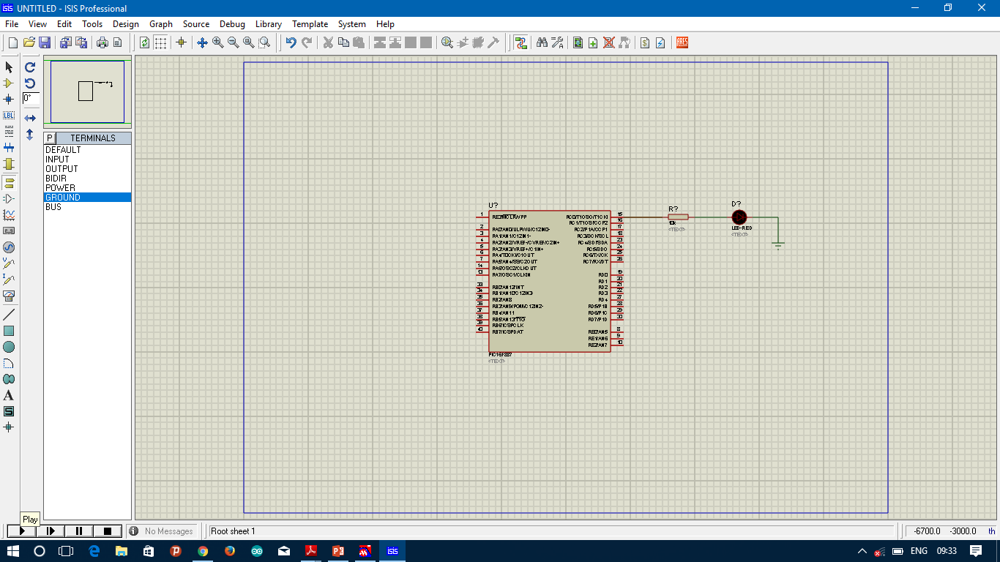 UNTITLED - ISIS Professional
File View Edit Tools Design Graph Source Debug Library Template System Help
ARES
0°
LBL
P TERMINALS
DEFAULT
INPUT
OUTPUT
BIDIR
POWER
GROUND
BUS
A
S
U?
1 RE3/MCLR/VPP
2 RA0/AN0/ULPWU/C12IN0-
3 RA1/AN1/C12IN1-
4 RA2/AN2/VREF-/CVREF/C2IN+
5 RA3/AN3/VREF+/C1IN+
6 RA4/T0CKI/C1OUT
7 RA5/AN4/SS/C2OUT
14 RA6/OSC2/CLKOUT
13 RA7/OSC1/CLKIN
33 RB0/AN12/INT
34 RB1/AN10/C12IN3-
35 RB2/AN8
36 RB3/AN9/PGM/C12IN2-
37 RB4/AN11
38 RB5/AN13/T1G
39 RB6/ICSPCLK
40 RB7/ICSPDAT
RC0/T1OSO/T1CKI 15
RC1/T1OSI/CCP2 16
RC2/P1A/CCP1 17
RC3/SCK/SCL 18
RC4/SDI/SDA 23
RC5/SDO 24
RC6/TX/CK 25
RC7/RX/DT 26
RD0 19
RD1 20
RD2 21
RD3 22
RD4 27
RD5/P1B 28
RD6/P1C 29
RD7/P1D 30
RE0/AN5 8
RE1/AN6 9
RE2/AN7 10
PIC16F887
<TEXT>
R?
10k
<TEXT>
D?
LED-RED
<TEXT>
Play
No Messages
Root sheet 1
-6700.0 -3000.0 th
isis
ENG 09:33